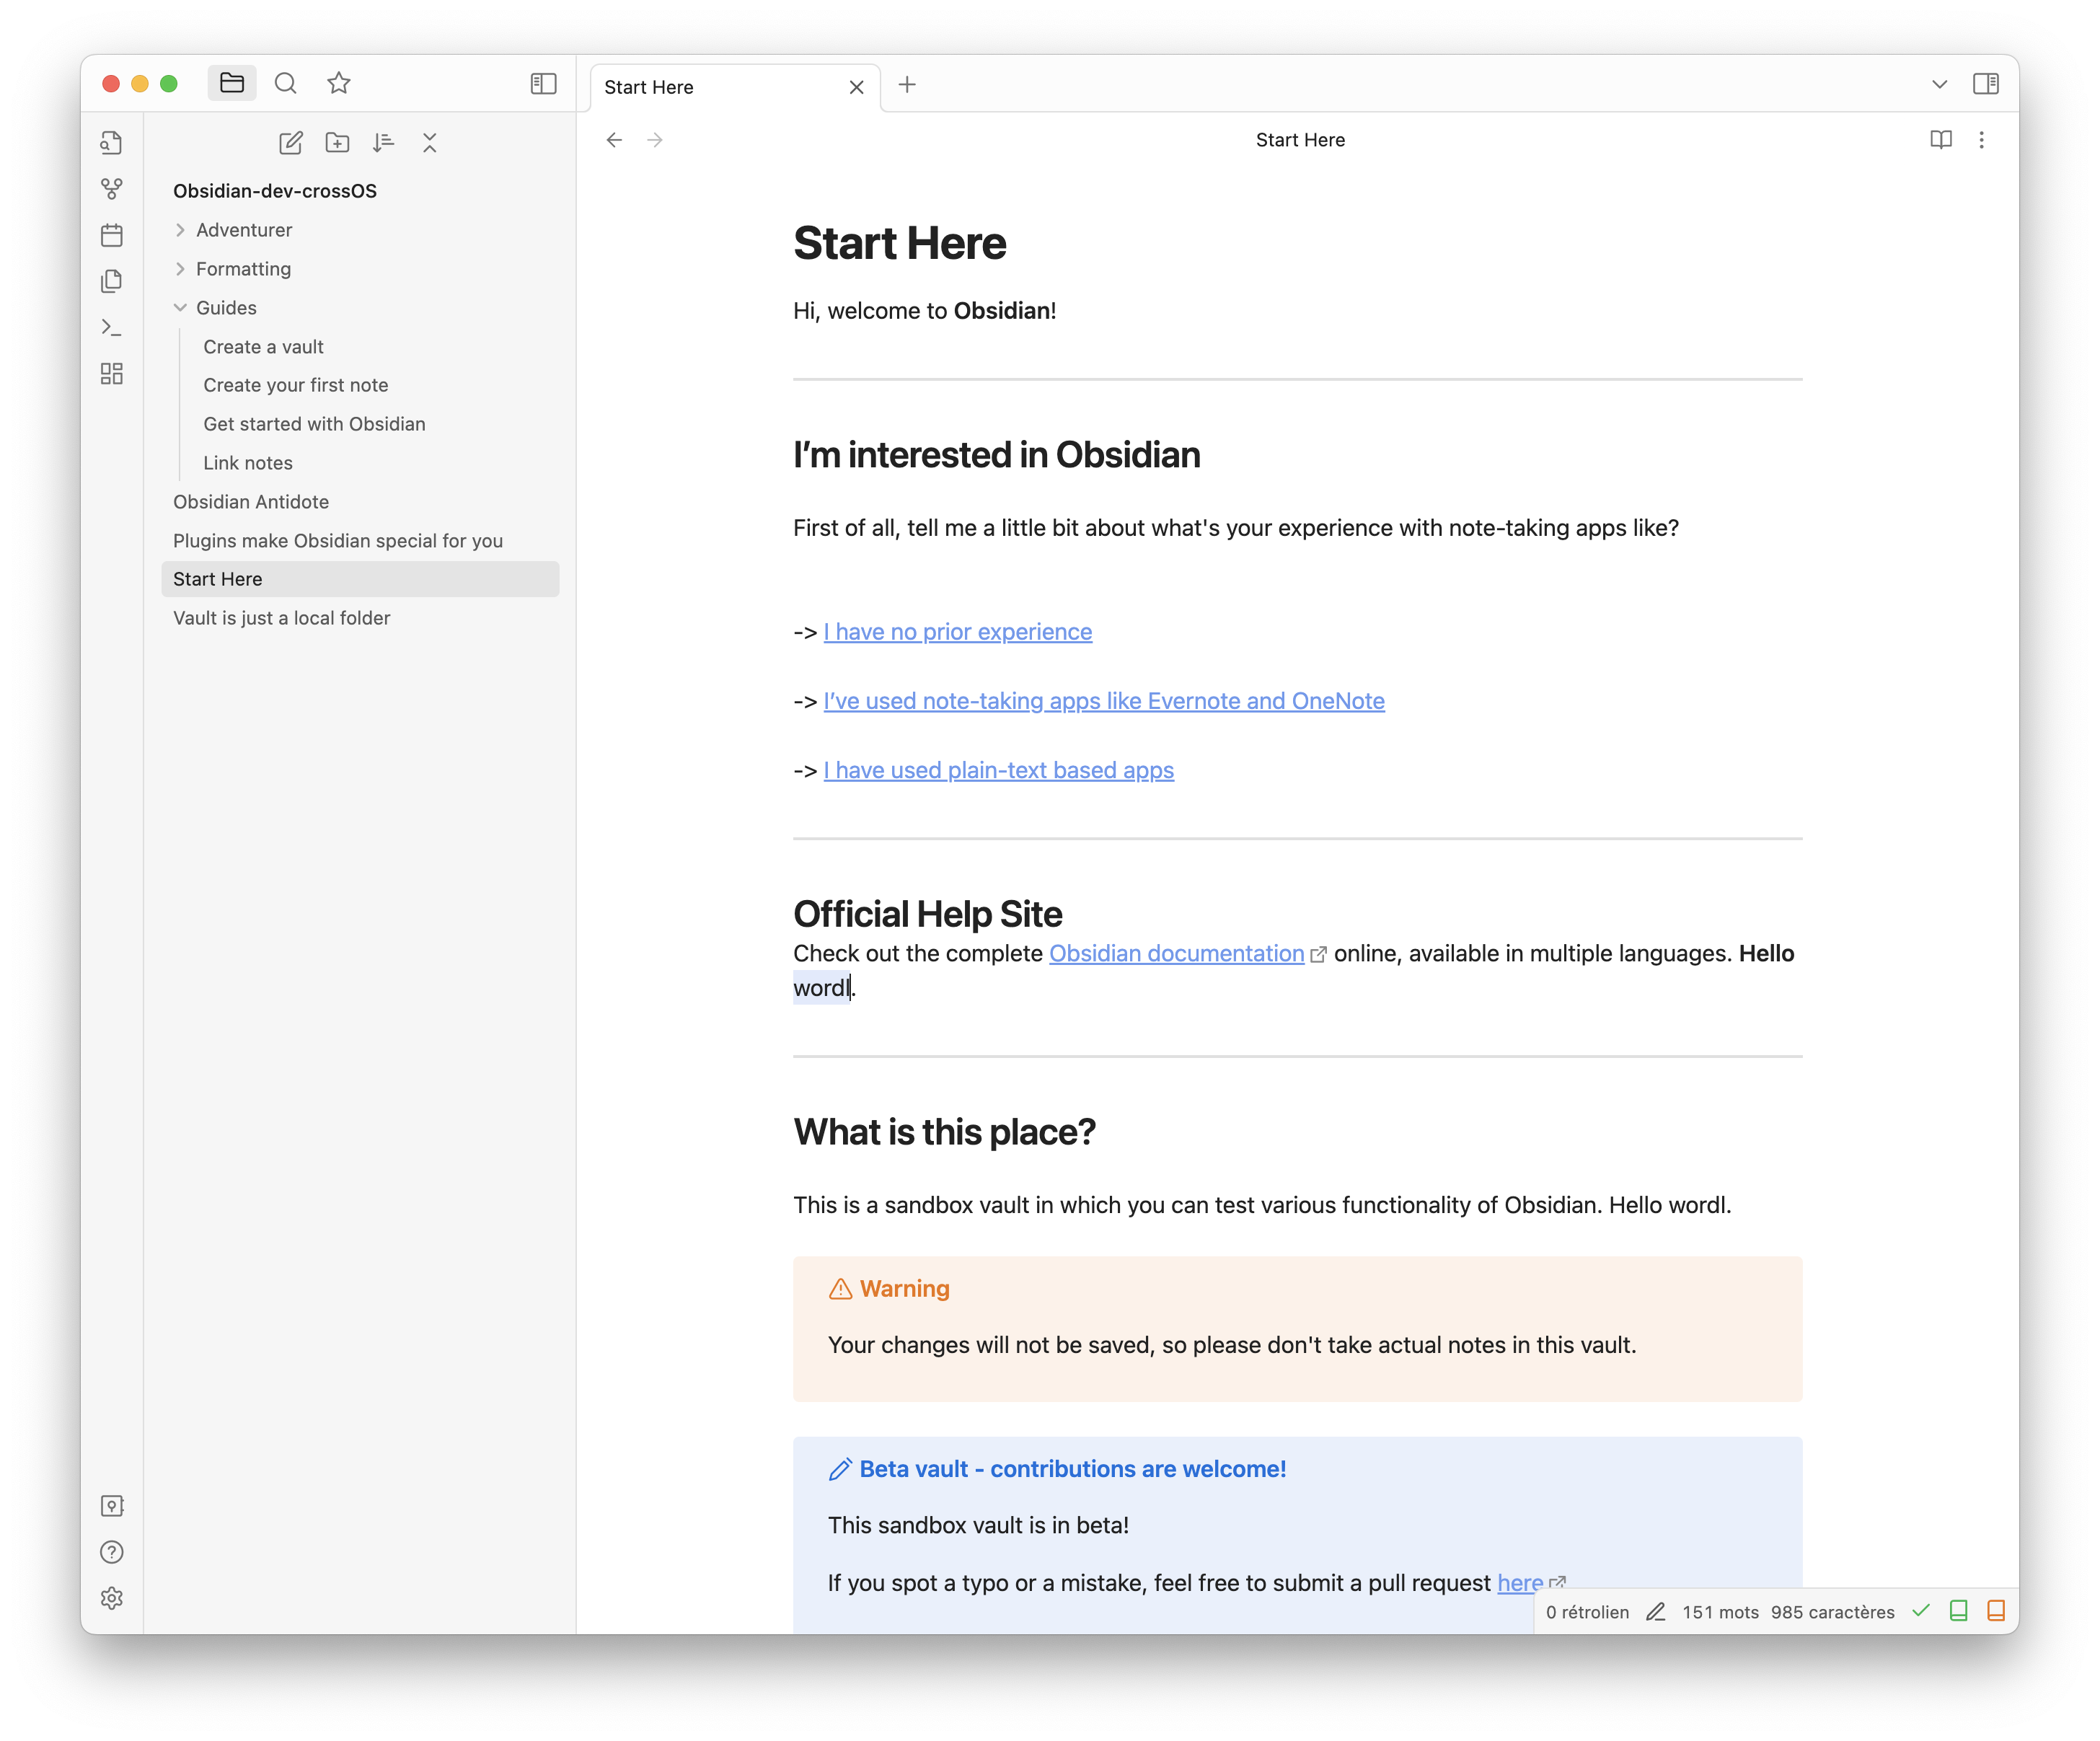 Start Here
Obsidian-dev-crossOS
Adventurer
Formatting
Guides
Create a vault
Create your first note
Get started with Obsidian
Link notes
Obsidian Antidote
Plugins make Obsidian special for you
Start Here
Vault is just a local folder
Start Here
Start Here
Hi, welcome to Obsidian!
I’m interested in Obsidian
First of all, tell me a little bit about what's your experience with note-taking apps like?
-> I have no prior experience
-> I’ve used note-taking apps like Evernote and OneNote
-> I have used plain-text based apps
Official Help Site
Check out the complete Obsidian documentation online, available in multiple languages. Hello
wordl.
What is this place?
This is a sandbox vault in which you can test various functionality of Obsidian. Hello wordl.
Warning
Your changes will not be saved, so please don't take actual notes in this vault.
Beta vault - contributions are welcome!
This sandbox vault is in beta!
If you spot a typo or a mistake, feel free to submit a pull request here
0 rétrolien 151 mots 985 caractères